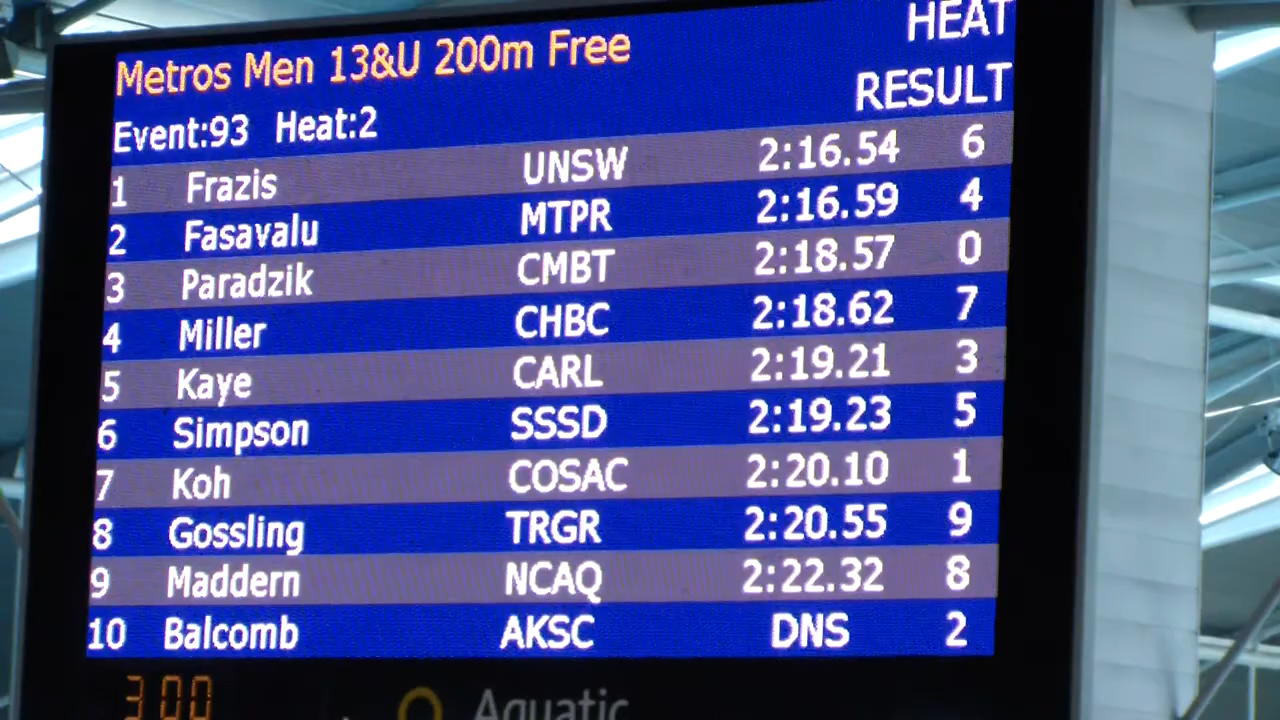 Metros Men 13&U 200m Free HEAT
Event:93 Heat:2 RESULT
1 Frazis UNSW 2:16.54 6
2 Fasavalu MTPR 2:16.59 4
3 Paradzik CMBT 2:18.57 0
4 Miller CHBC 2:18.62 7
5 Kaye CARL 2:19.21 3
6 Simpson SSSD 2:19.23 5
7 Koh COSAC 2:20.10 1
8 Gossling TRGR 2:20.55 9
9 Maddern NCAQ 2:22.32 8
10 Balcomb AKSC DNS 2
3 00 Aquatic